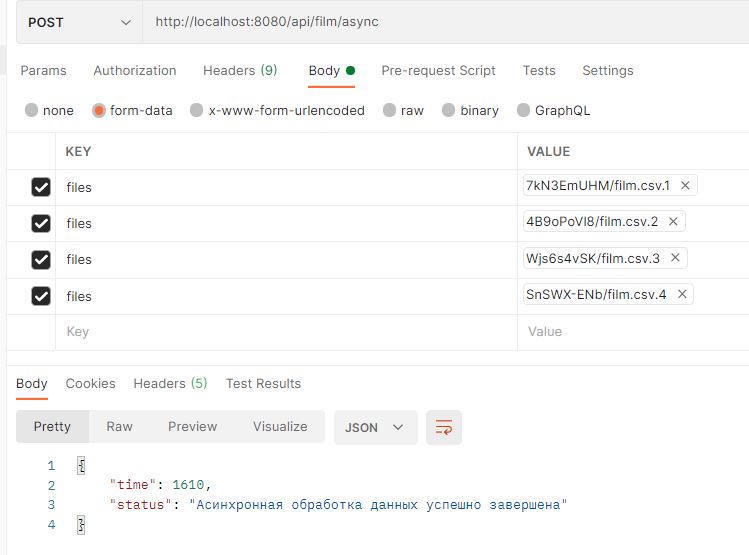 POST http://localhost:8080/api/film/async
Params Authorization Headers (9) Body Pre-request Script Tests Settings
none form-data x-www-form-urlencoded raw binary GraphQL
KEY VALUE
files 7kN3EmUHM/film.csv.1
files 4B9oPoVI8/film.csv.2
files Wjs6s4vSK/film.csv.3
files SnSWX-ENb/film.csv.4
Key Value
Body Cookies Headers (5) Test Results
Pretty Raw Preview Visualize JSON
1 {
2 "time": 1610,
3 "status": "Асинхронная обработка данных успешно завершена"
4 }